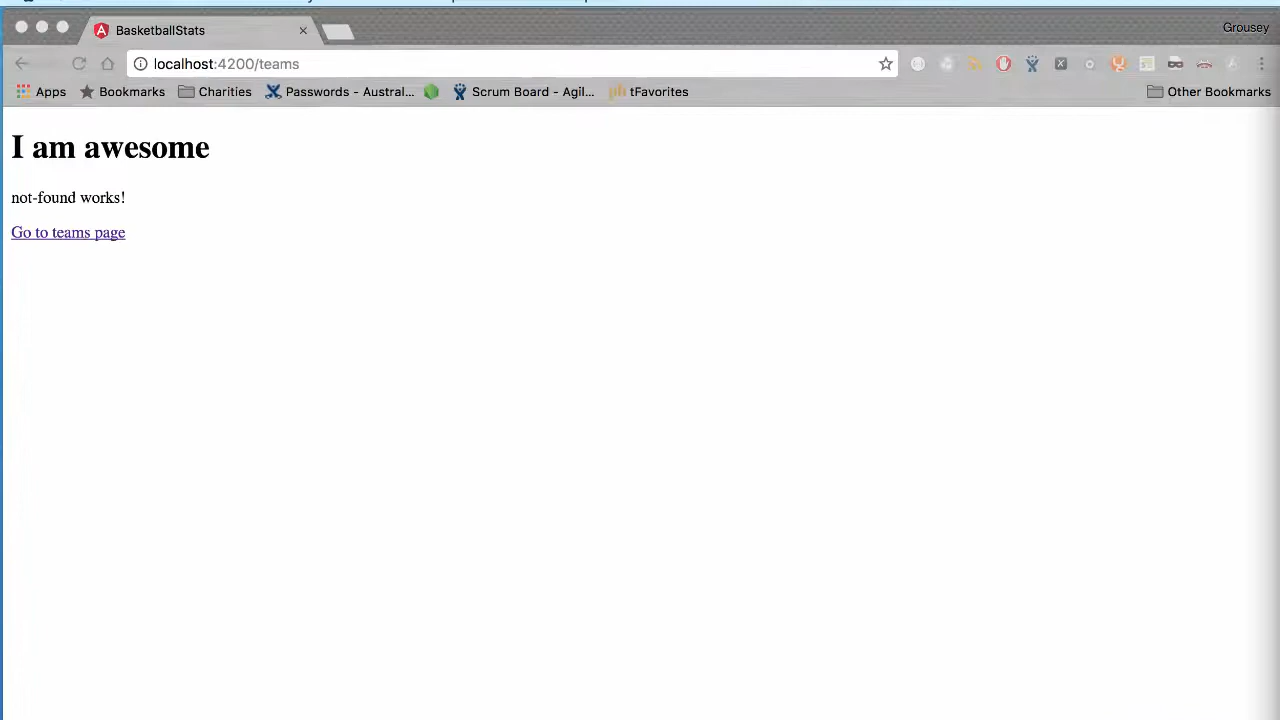 BasketballStats
Grousey
localhost:4200/teams
Apps Bookmarks Charities Passwords - Austral... Scrum Board - Agil... tFavorites Other Bookmarks
I am awesome
not-found works!
Go to teams page